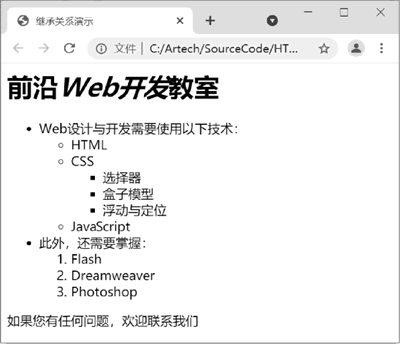 继承关系演示
文件 | C:/Artech/SourceCode/HT...
前沿Web开发教室
Web设计与开发需要使用以下技术：
HTML
CSS
选择器
盒子模型
浮动与定位
JavaScript
此外，还需要掌握：
1. Flash
2. Dreamweaver
3. Photoshop
如果您有任何问题，欢迎联系我们